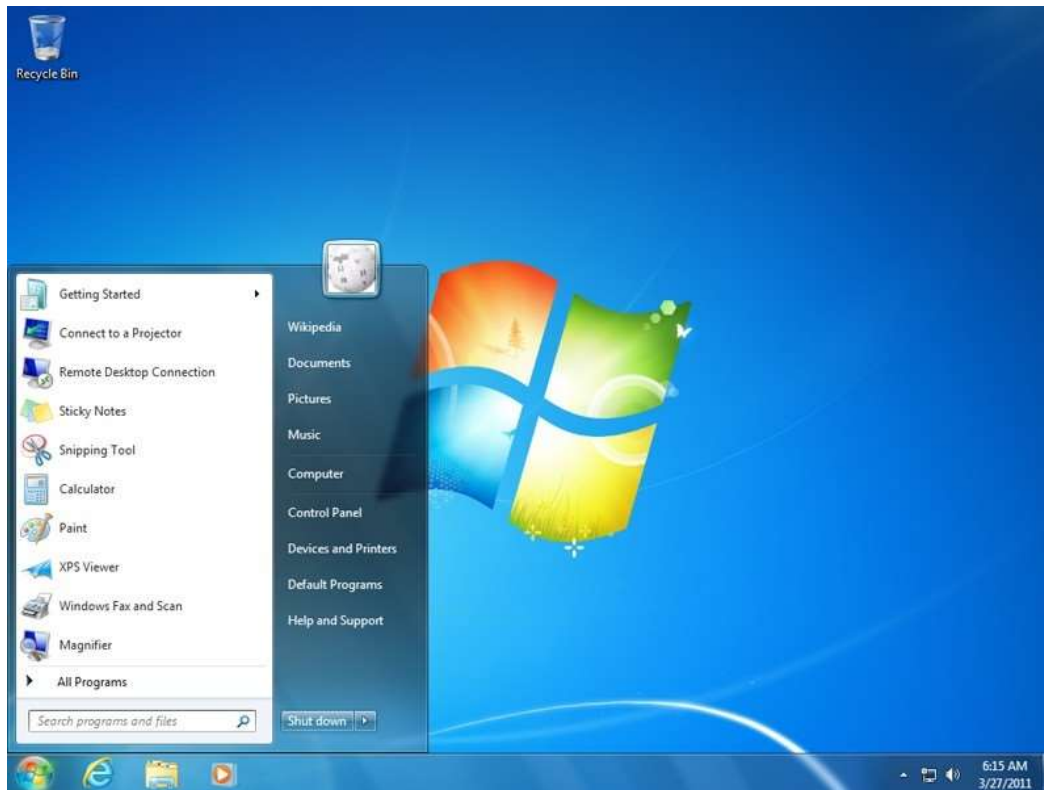 Recycle Bin
Getting Started
Connect to a Projector
Remote Desktop Connection
Sticky Notes
Snipping Tool
Calculator
Paint
XPS Viewer
Windows Fax and Scan
Magnifier
All Programs
Search programs and files
Wikipedia
Documents
Pictures
Music
Computer
Control Panel
Devices and Printers
Default Programs
Help and Support
Shut down
6:15 AM
3/27/2011